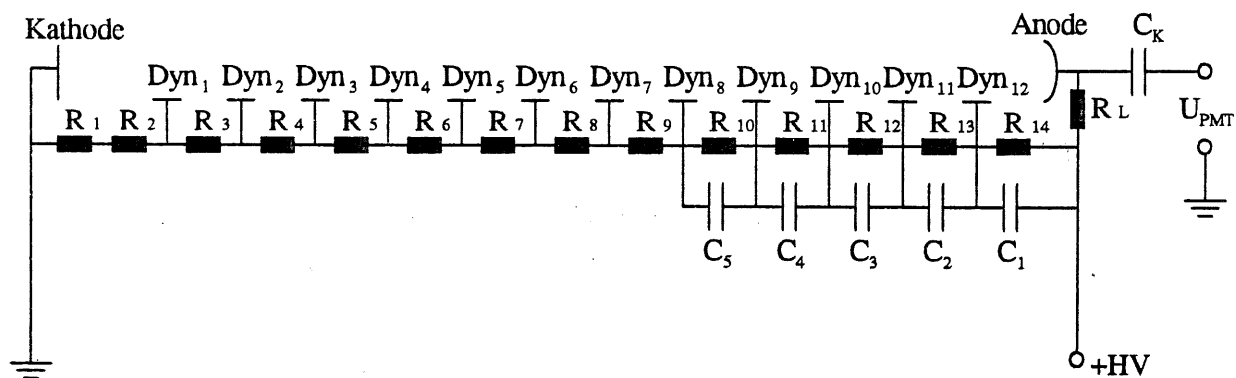 Kathode
Anode
C_K
Dyn₁ Dyn₂ Dyn₃ Dyn₄ Dyn₅ Dyn₆ Dyn₇ Dyn₈ Dyn₉ Dyn₁₀ Dyn₁₁ Dyn₁₂
R₁ R₂ R₃ R₄ R₅ R₆ R₇ R₈ R₉ R₁₀ R₁₁ R₁₂ R₁₃ R₁₄ R_L U_PMT
C₅ C₄ C₃ C₂ C₁
+HV